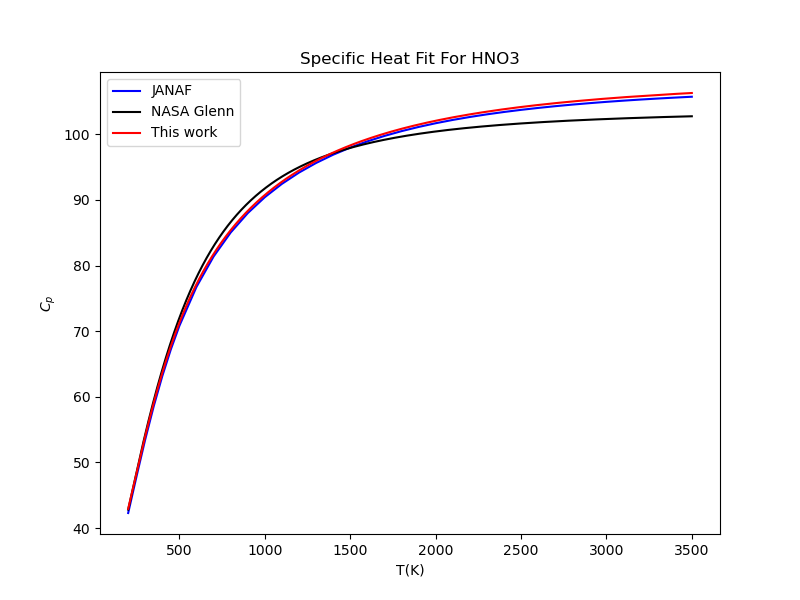 Specific Heat Fit For HNO3
JANAF
NASA Glenn
This work
100
90
80
70
60
50
40
C_p
500 1000 1500 2000 2500 3000 3500
T(K)